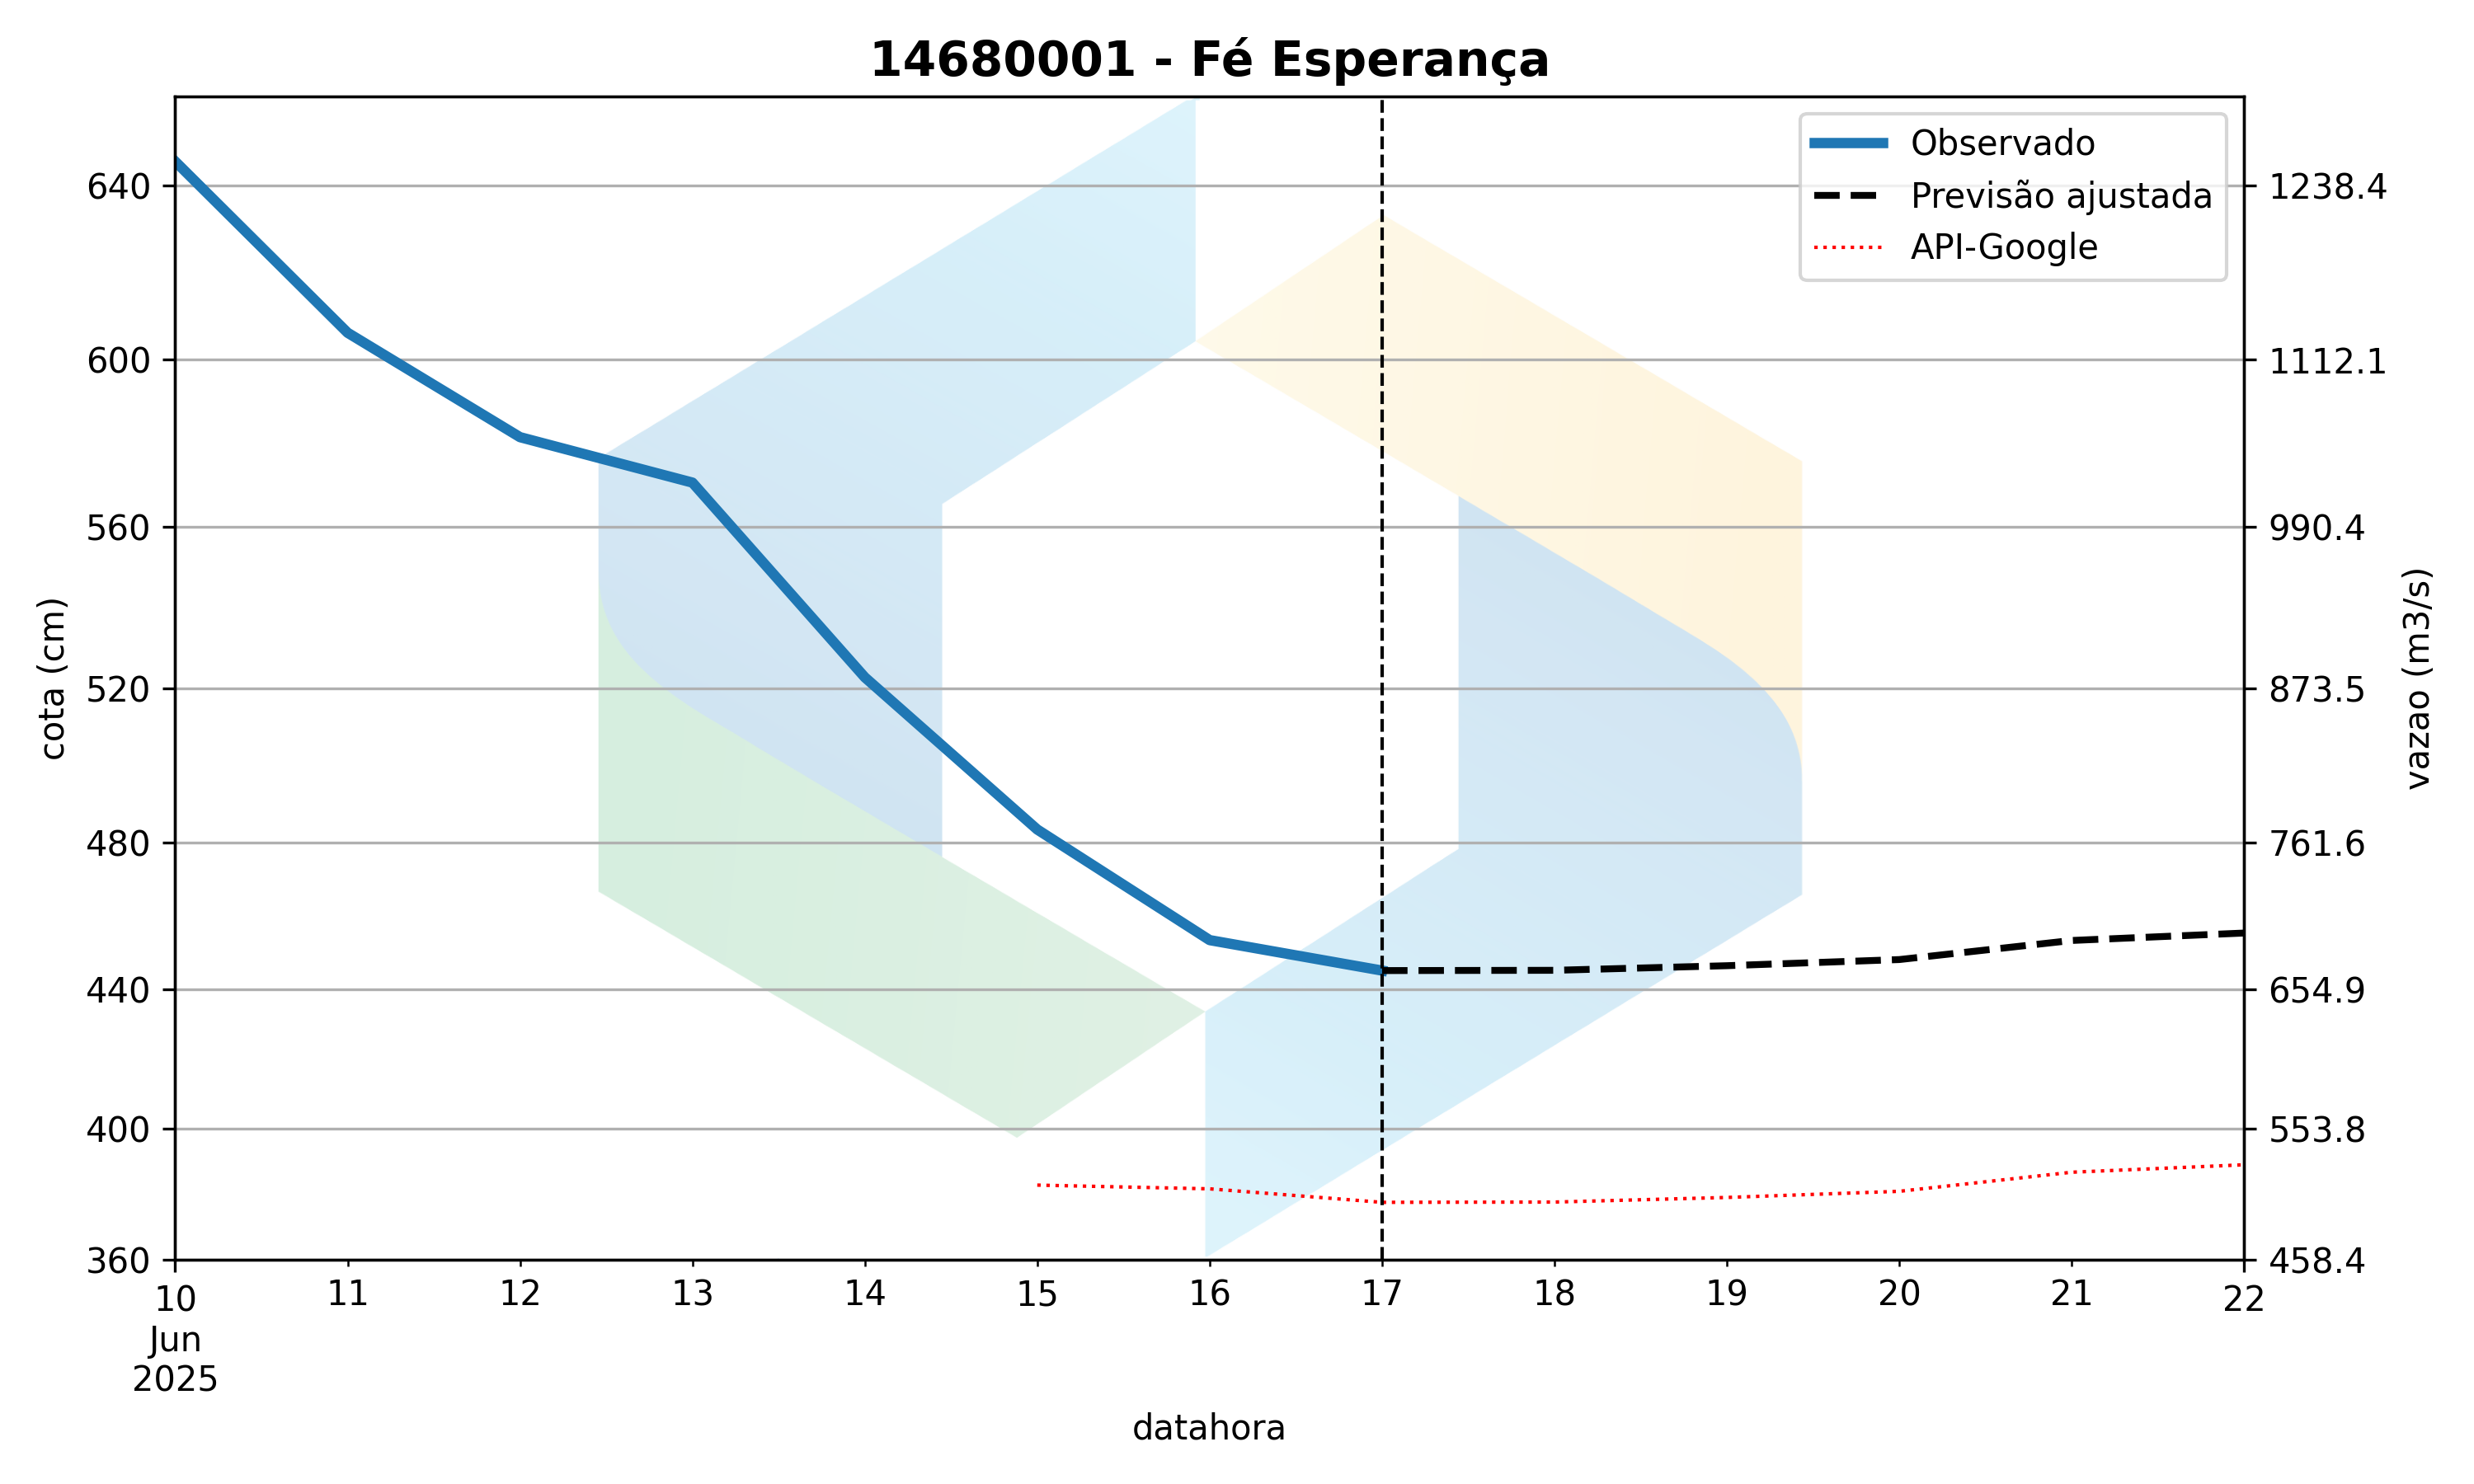 14680001 - Fé Esperança
Observado
Previsão ajustada
API-Google
cota (cm)
640
600
560
520
480
440
400
360
1238.4
1112.1
990.4
873.5
761.6
654.9
553.8
458.4
vazao (m3/s)
10 11 12 13 14 15 16 17 18 19 20 21 22
Jun
2025
datahora